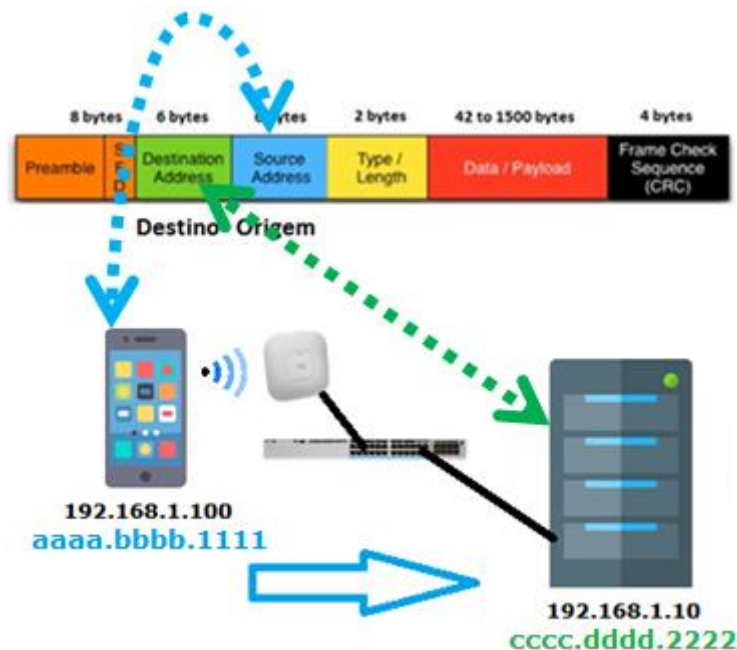 8 bytes 6 bytes 2 bytes 42 to 1500 bytes 4 bytes
Preamble
SFD
Destination
Address
Source
Address
Type /
Length
Data / Payload
Frame Check
Sequence
(CRC)
Destino Origem
192.168.1.100
aaaa.bbbb.1111
192.168.1.10
cccc.dddd.2222